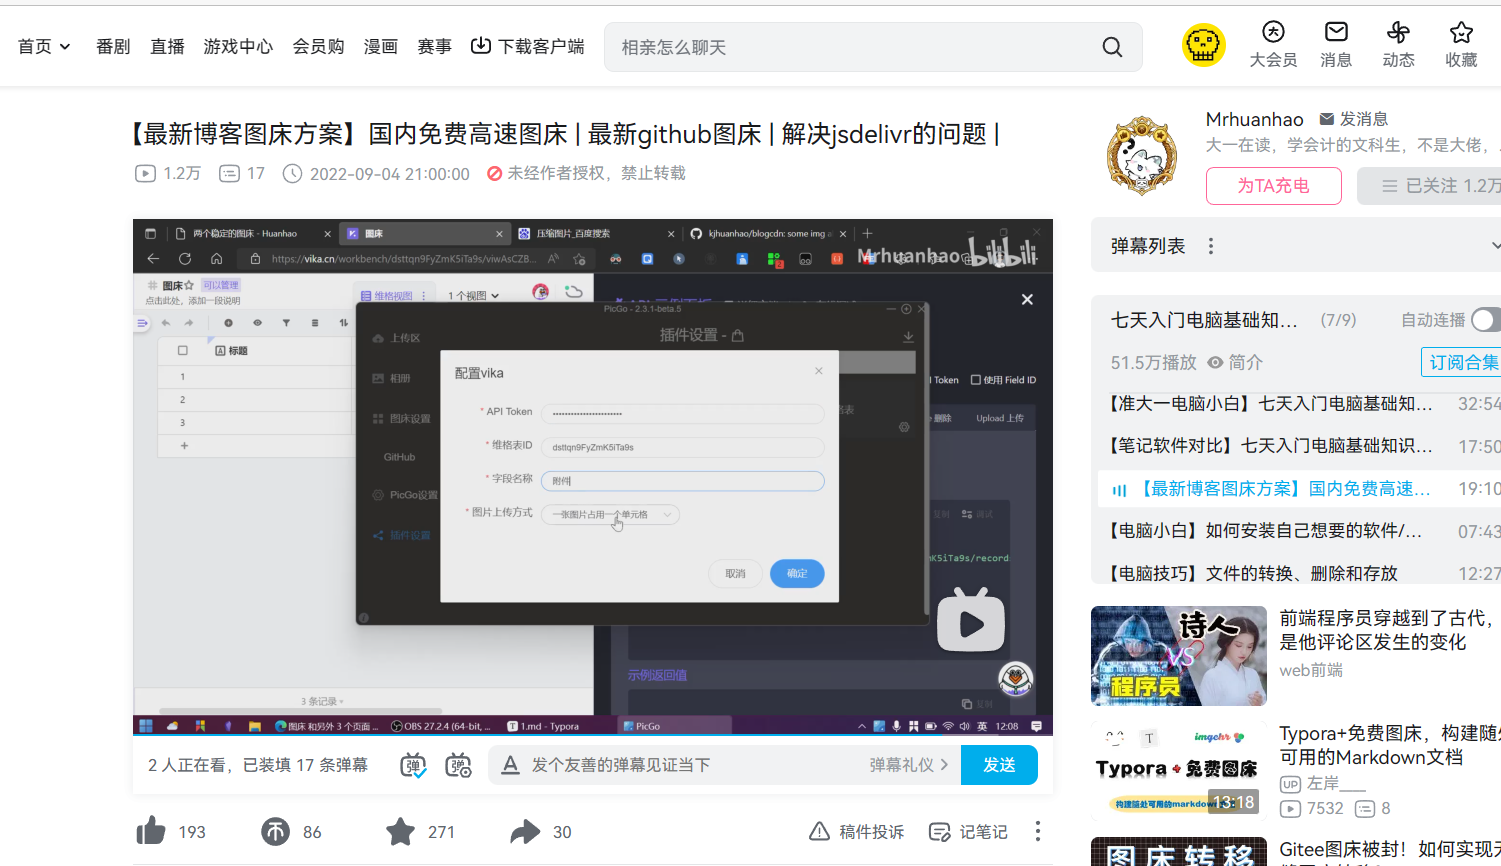 首页
番剧
直播
游戏中心
会员购
漫画
赛事
下载客户端
相亲怎么聊天
大会员
消息
动态
收藏
【最新博客图床方案】国内免费高速图床 | 最新github图床 | 解决jsdelivr的问题 |
1.2万
17
2022-09-04 21:00:00
未经作者授权，禁止转载
Mrhuanhao
发消息
大一在读，学会计的文科生，不是大佬，
为TA充电
已关注 1.2万
两个稳定的图床 - Huanhao
图床
压缩图片_百度搜索
kjhuanhao/blogcdn: some img a
https://vika.cn/workbench/dsttqn9FyZmK5iTa9s/viwAsCZB...
Mrhuanhao
bilibili
图床
可以管理
点击此处，添加一段说明
维格视图
1 个视图
标题
1
2
3
3 条记录
PicGo - 2.3.1-beta.5
插件设置 -
上传区
相册
图床设置
GitHub
PicGo设置
插件设置
配置vika
* API Token
* 维格表ID
dsttqn9FyZmK5iTa9s
* 字段名称
附件
* 图片上传方式
一张图片占用一个单元格
取消
确定
Token
使用 Field ID
删除
Upload 上传
调试
mK5iTa9s/record
示例返回值
图床 和另外 3 个页面 ...
OBS 27.2.4 (64-bit, ...
1.md - Typora
PicGo
英
12:08
2 人正在看，已装填 17 条弹幕
发个友善的弹幕见证当下
弹幕礼仪
发送
193
86
271
30
稿件投诉
记笔记
弹幕列表
七天入门电脑基础知...
(7/9)
自动连播
51.5万播放
简介
订阅合集
【准大一电脑小白】七天入门电脑基础知...
32:54
【笔记软件对比】七天入门电脑基础知识...
17:50
【最新博客图床方案】国内免费高速...
19:10
【电脑小白】如何安装自己想要的软件/...
07:43
【电脑技巧】文件的转换、删除和存放
12:27
诗人
VS
程序员
前端程序员穿越到了古代，
是他评论区发生的变化
web前端
imgchr
Typora + 免费图床
构建随处可用的markdown
13:18
Typora+免费图床，构建随处
可用的Markdown文档
左岸___
7532
8
图床转移
Gitee图床被封！如何实现无